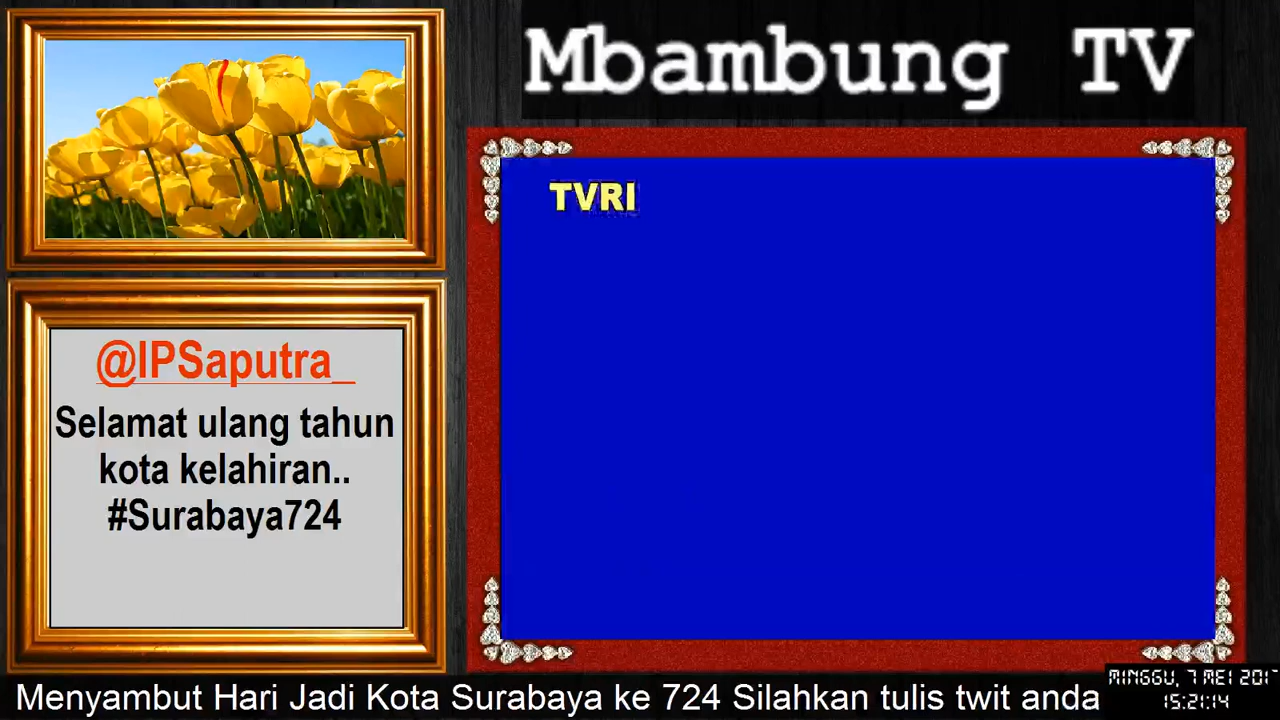 Mbambung TV
TVRI
@IPSaputra_
Selamat ulang tahun
kota kelahiran..
#Surabaya724
Menyambut Hari Jadi Kota Surabaya ke 724 Silahkan tulis twit anda
MINGGU, 7 MEI 2017
15:21:14